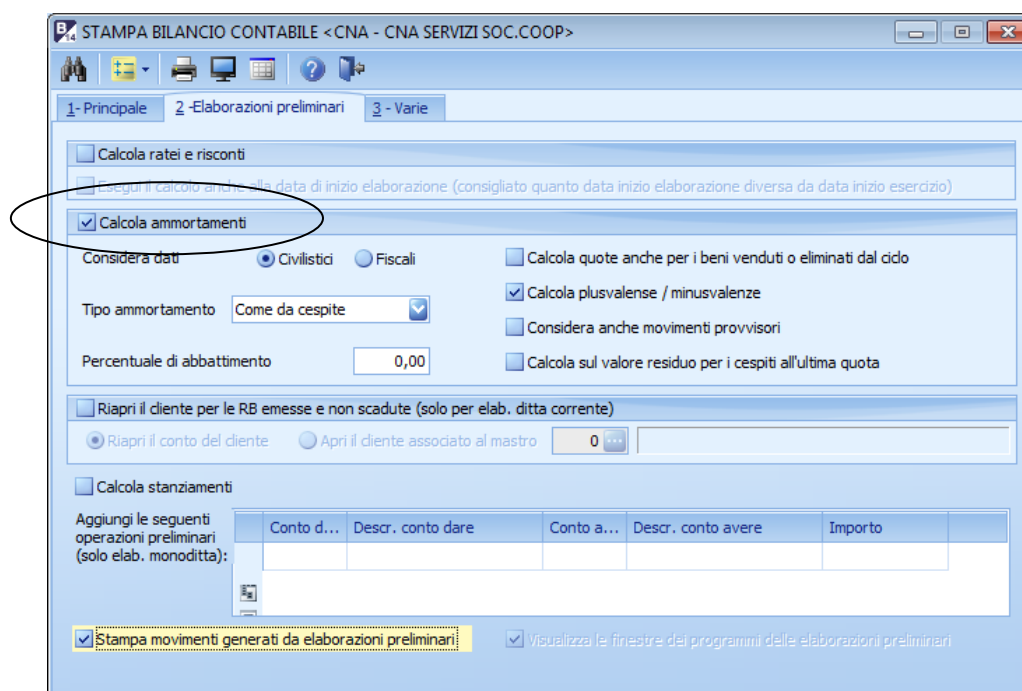 STAMPA BILANCIO CONTABILE <CNA - CNA SERVIZI SOC.COOP>
1- Principale 2 -Elaborazioni preliminari 3 - Varie
Calcola ratei e risconti
Esegui il calcolo anche alla data di inizio elaborazione (consigliato quanto data inizio elaborazione diversa da data inizio esercizio)
Calcola ammortamenti
Considera dati Civilistici Fiscali Calcola quote anche per i beni venduti o eliminati dal ciclo
Calcola plusvalense / minusvalenze
Tipo ammortamento Come da cespite
Considera anche movimenti provvisori
Percentuale di abbattimento 0,00 Calcola sul valore residuo per i cespiti all'ultima quota
Riapri il cliente per le RB emesse e non scadute (solo per elab. ditta corrente)
Riapri il conto del cliente Apri il cliente associato al mastro 0 ...
Calcola stanziamenti
Aggiungi le seguenti
operazioni preliminari
(solo elab. monoditta):
Conto d... Descr. conto dare Conto a... Descr. conto avere Importo
Stampa movimenti generati da elaborazioni preliminari Visualizza le finestre dei programmi delle elaborazioni preliminari